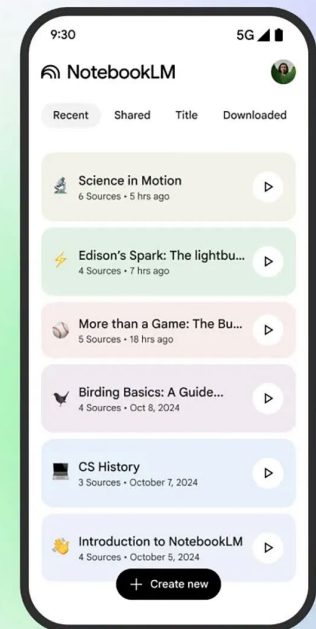 9:30 5G
NotebookLM
Recent Shared Title Downloaded
Science in Motion
6 Sources • 5 hrs ago
Edison's Spark: The lightbu...
4 Sources • 7 hrs ago
More than a Game: The Bu...
5 Sources • 18 hrs ago
Birding Basics: A Guide...
4 Sources • Oct 8, 2024
CS History
3 Sources • October 7, 2024
Introduction to NotebookLM
4 Sources • October 5, 2024
+ Create new